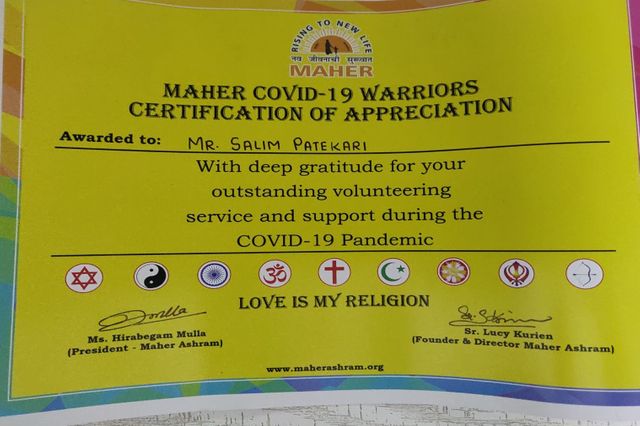 RISING TO NEW LIFE
नव जीवनाची सुरूवात
MAHER
MAHER COVID-19 WARRIORS
CERTIFICATION OF APPRECIATION
Awarded to: MR. SALIM PATEKARI
With deep gratitude for your
outstanding volunteering
service and support during the
COVID-19 Pandemic
ॐ
LOVE IS MY RELIGION
Ms. Hirabegam Mulla
(President - Maher Ashram)
Sr. Lucy Kurien
(Founder & Director Maher Ashram)
www.maherashram.org